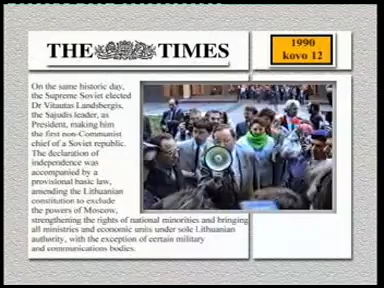 THE TIMES
1990
kovo 12
On the same historic day,
the Supreme Soviet elected
Dr Vitautas Landsbergis,
the Sajudis leader, as
President, making him
the first non-Communist
chief of a Soviet republic.
The declaration of
independence was
accompanied by a
provisional basic law,
amending the Lithuanian
constitution to exclude
the powers of Moscow,
strengthening the rights of national minorities and bringing
all ministries and economic units under sole Lithuanian
authority, with the exception of certain military
and communications bodies.